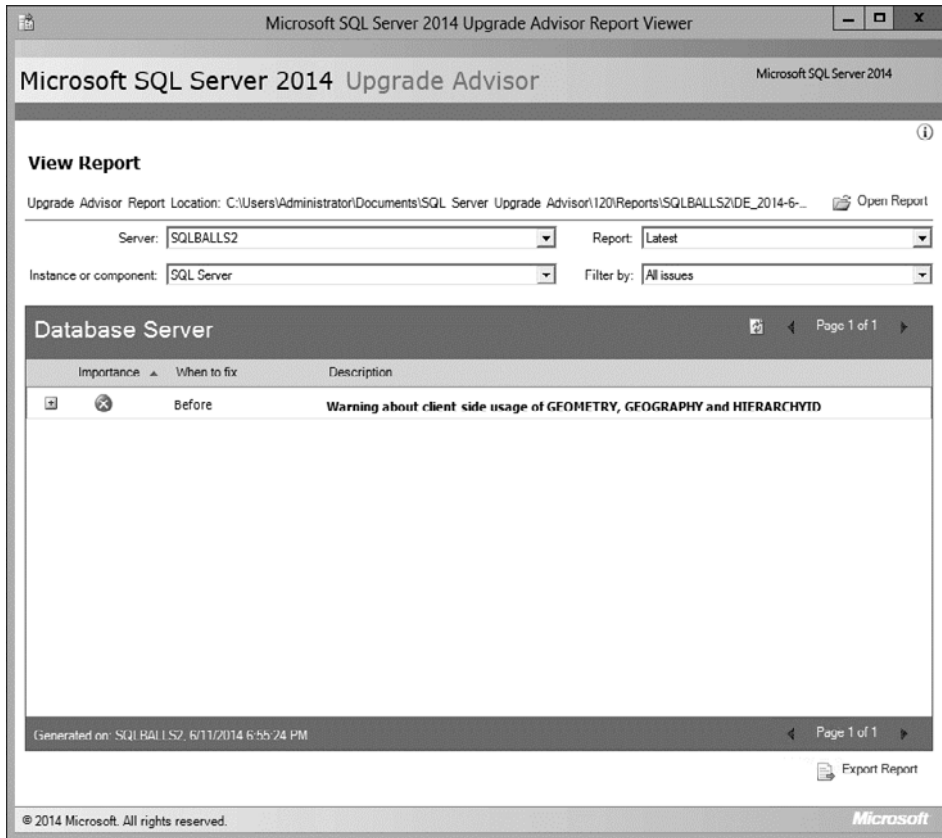 Microsoft SQL Server 2014 Upgrade Advisor Report Viewer
Microsoft SQL Server 2014 Upgrade Advisor
Microsoft SQL Server 2014
View Report
Upgrade Advisor Report Location: C:\Users\Administrator\Documents\SQL Server Upgrade Advisor\120\Reports\SQLBALLS2\DE_2014-6-...
Open Report
Server: SQLBALLS2
Report: Latest
Instance or component: SQL Server
Filter by: All issues
Database Server
Page 1 of 1
Importance When to fix Description
Before Warning about client side usage of GEOMETRY, GEOGRAPHY and HIERARCHYID
Generated on: SQLBALLS2, 6/11/2014 6:55:24 PM
Page 1 of 1
Export Report
© 2014 Microsoft. All rights reserved.
Microsoft